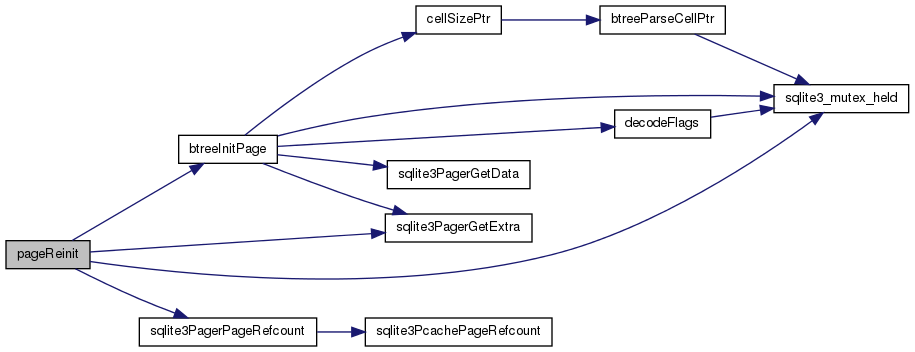 cellSizePtr
btreeParseCellPtr
sqlite3_mutex_held
decodeFlags
btreeInitPage
sqlite3PagerGetData
sqlite3PagerGetExtra
pageReinit
sqlite3PagerPageRefcount
sqlite3PcachePageRefcount